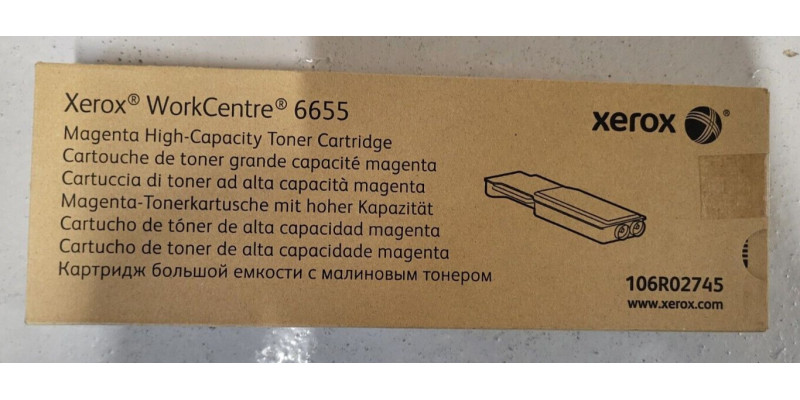 Xerox® WorkCentre® 6655
Magenta High-Capacity Toner Cartridge
Cartouche de toner grande capacité magenta
Cartuccia di toner ad alta capacità magenta
Magenta-Tonerkartusche mit hoher Kapazität
Cartucho de tóner de alta capacidad magenta
Cartucho de toner de alta capacidade magenta
Картридж большой емкости с малиновым тонером
xerox®
106R02745
www.xerox.com